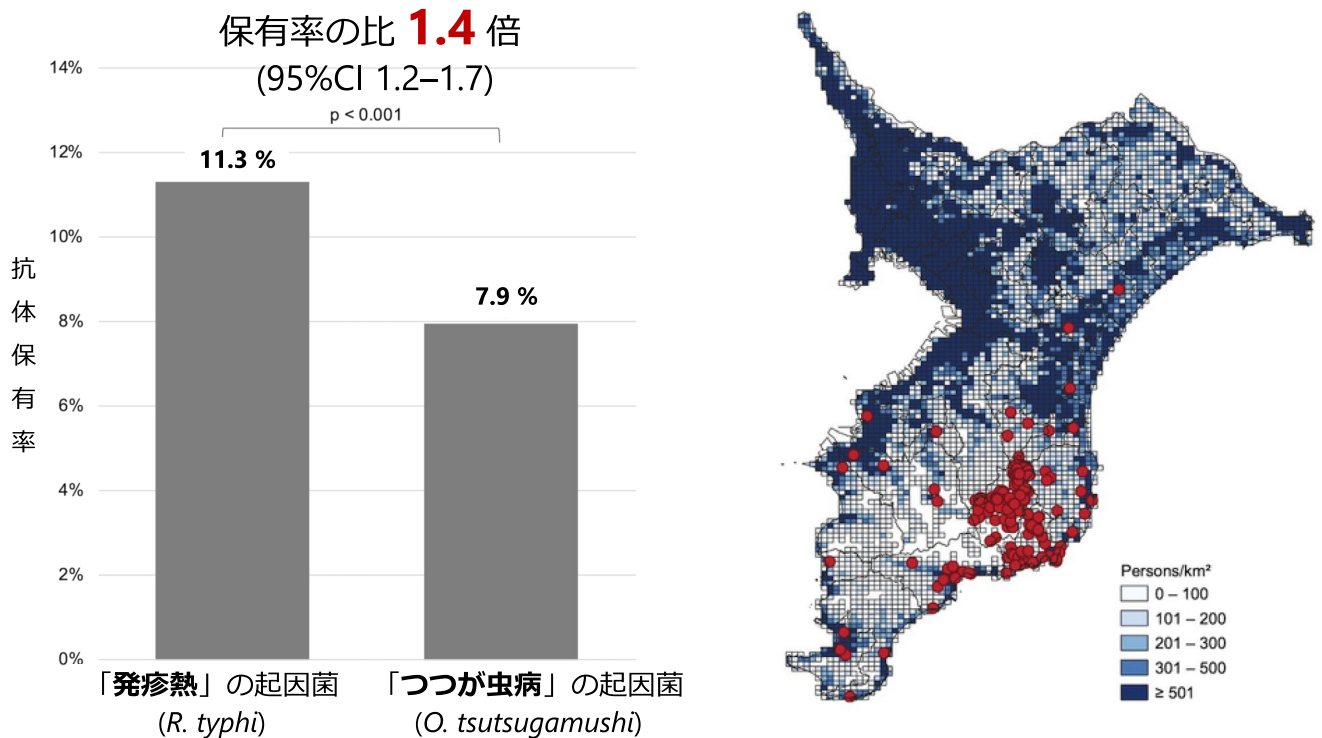 保有率の比 1.4 倍
(95%CI 1.2–1.7)
p < 0.001
14%
12%
10%
8%
6%
4%
2%
0%
抗体保有率
11.3 %
7.9 %
「発疹熱」の起因菌
(R. typhi)
「つつが虫病」の起因菌
(O. tsutsugamushi)
Persons/km²
0 – 100
101 – 200
201 – 300
301 – 500
≥ 501